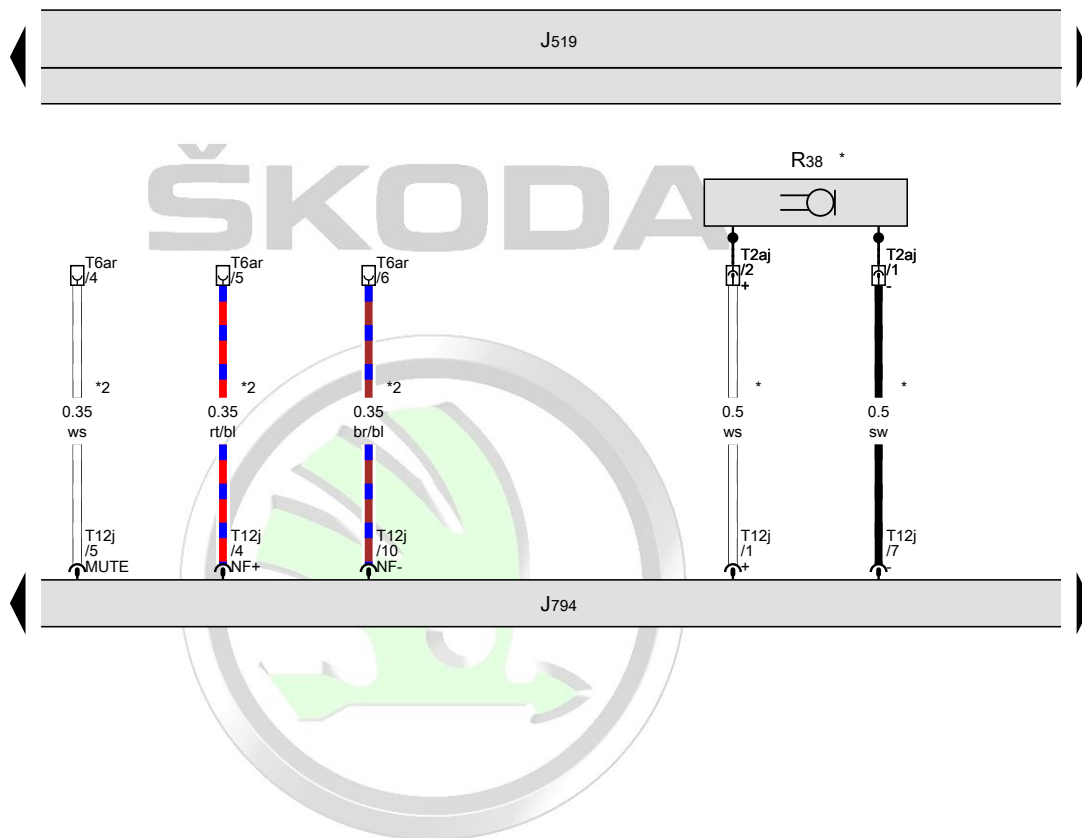 J519
ŠKODA
R38 *
T6ar
/4
T6ar
/5
T6ar
/6
T2aj
/2
+
T2aj
/1
-
*2
*2
*2
*
*
0.35
0.35
0.35
0.5
0.5
ws
rt/bl
br/bl
ws
sw
T12j
/5
MUTE
T12j
/4
NF+
T12j
/10
NF-
T12j
/1
+
T12j
/7
-
J794